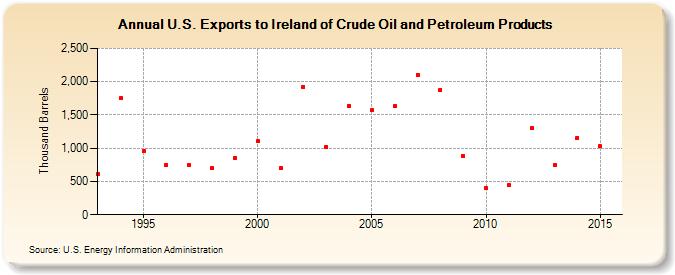 Annual U.S. Exports to Ireland of Crude Oil and Petroleum Products
Thousand Barrels
2,500
2,000
1,500
1,000
500
0
1995 2000 2005 2010 2015
Source: U.S. Energy Information Administration